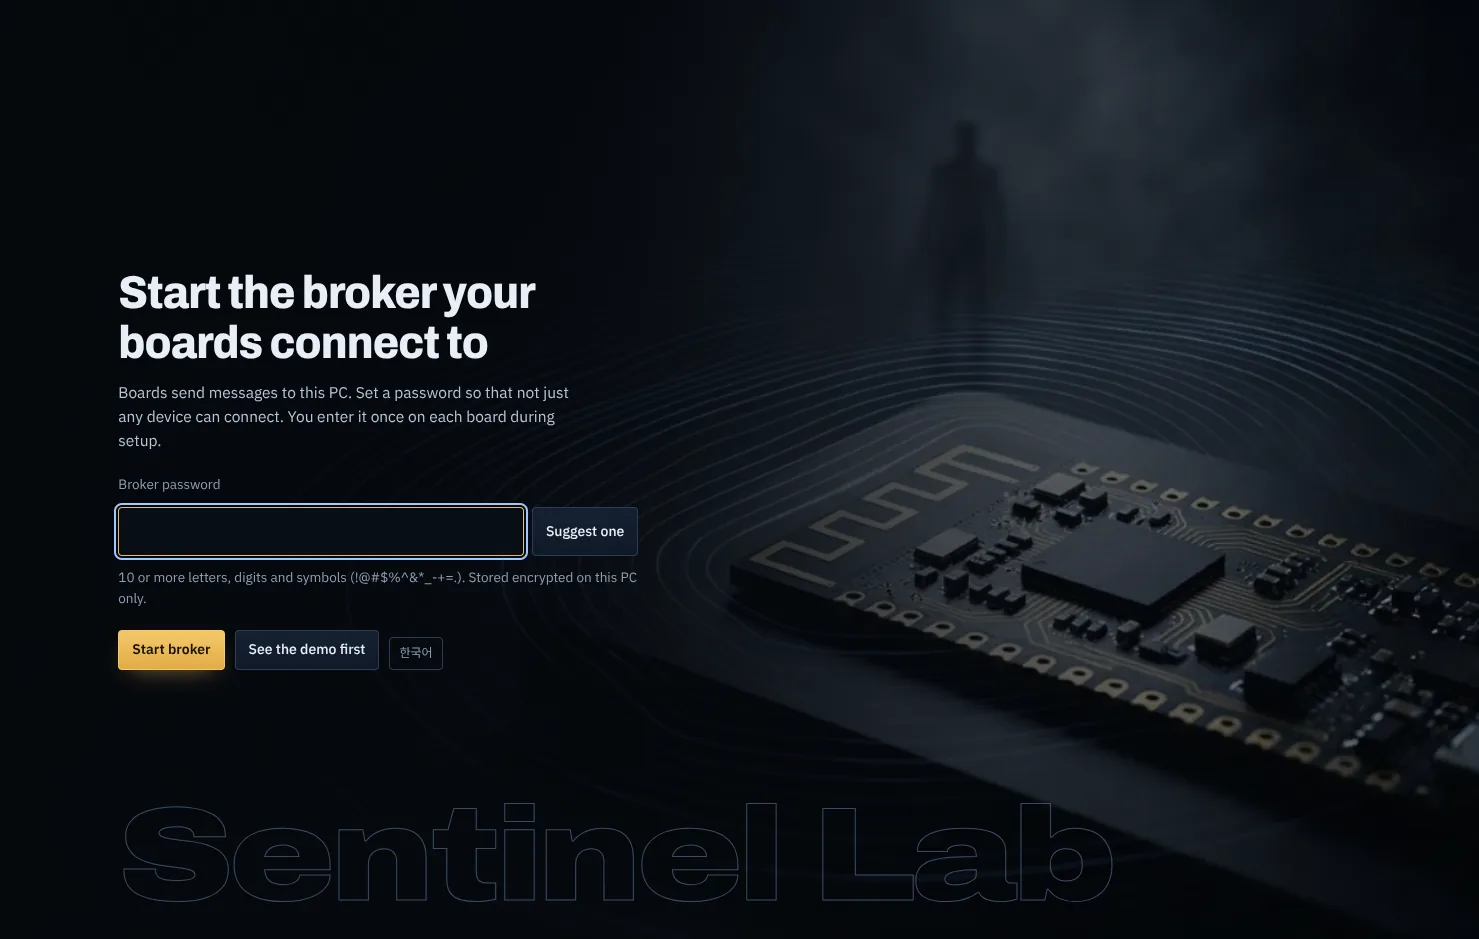 Start the broker your
boards connect to
Boards send messages to this PC. Set a password so that not just
any device can connect. You enter it once on each board during
setup.
Broker password
Suggest one
10 or more letters, digits and symbols (!@#$%^&*_-+=.). Stored encrypted on this PC
only.
Start broker
See the demo first
한국어
Sentinel Lab